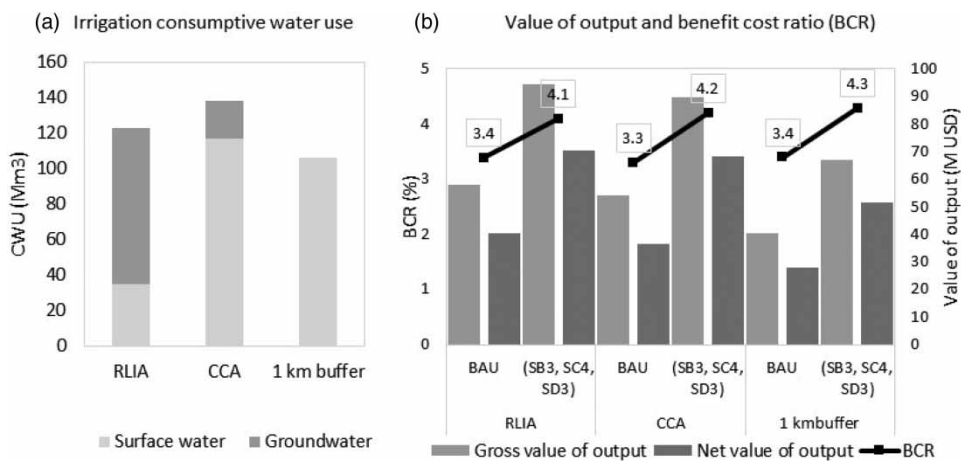 (a) Irrigation consumptive water use
160
140
120
100
80
60
40
20
0
CWU (Mm3)
RLIA CCA 1 km buffer
Surface water Groundwater
(b) Value of output and benefit cost ratio (BCR)
5
4
3
2
1
0
BCR (%)
3.4
4.1
3.3
4.2
3.4
4.3
100
90
80
70
60
50
40
30
20
10
0
Value of output (M USD)
BAU (SB3, SC4, BAU (SB3, SC4, BAU (SB3, SC4,
SD3) SD3) SD3)
RLIA CCA 1 kmbuffer
Gross value of output Net value of output BCR